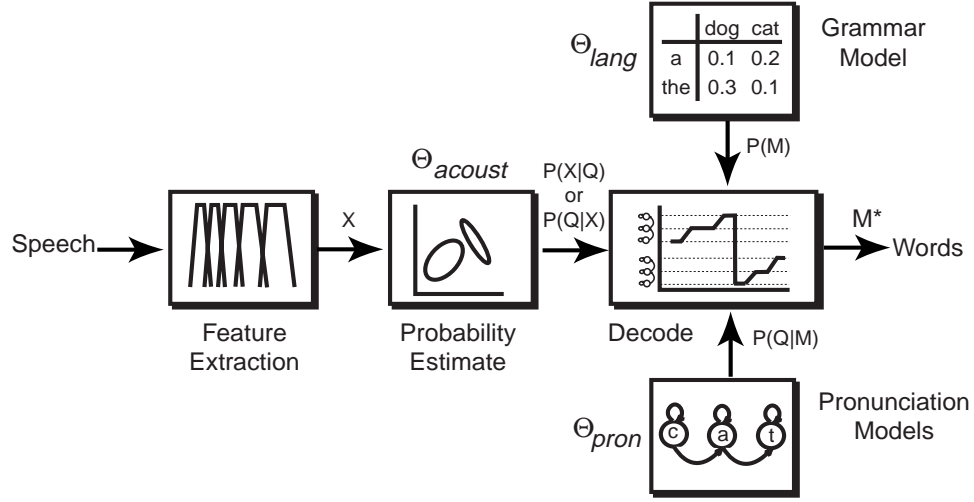 dog cat
a 0.1 0.2
the 0.3 0.1
Θlang
Grammar
Model
P(M)
Θacoust
P(X|Q)
or
P(Q|X)
Speech
X
M*
Words
Feature
Extraction
Probability
Estimate
Decode
P(Q|M)
Θpron
c a t
Pronunciation
Models